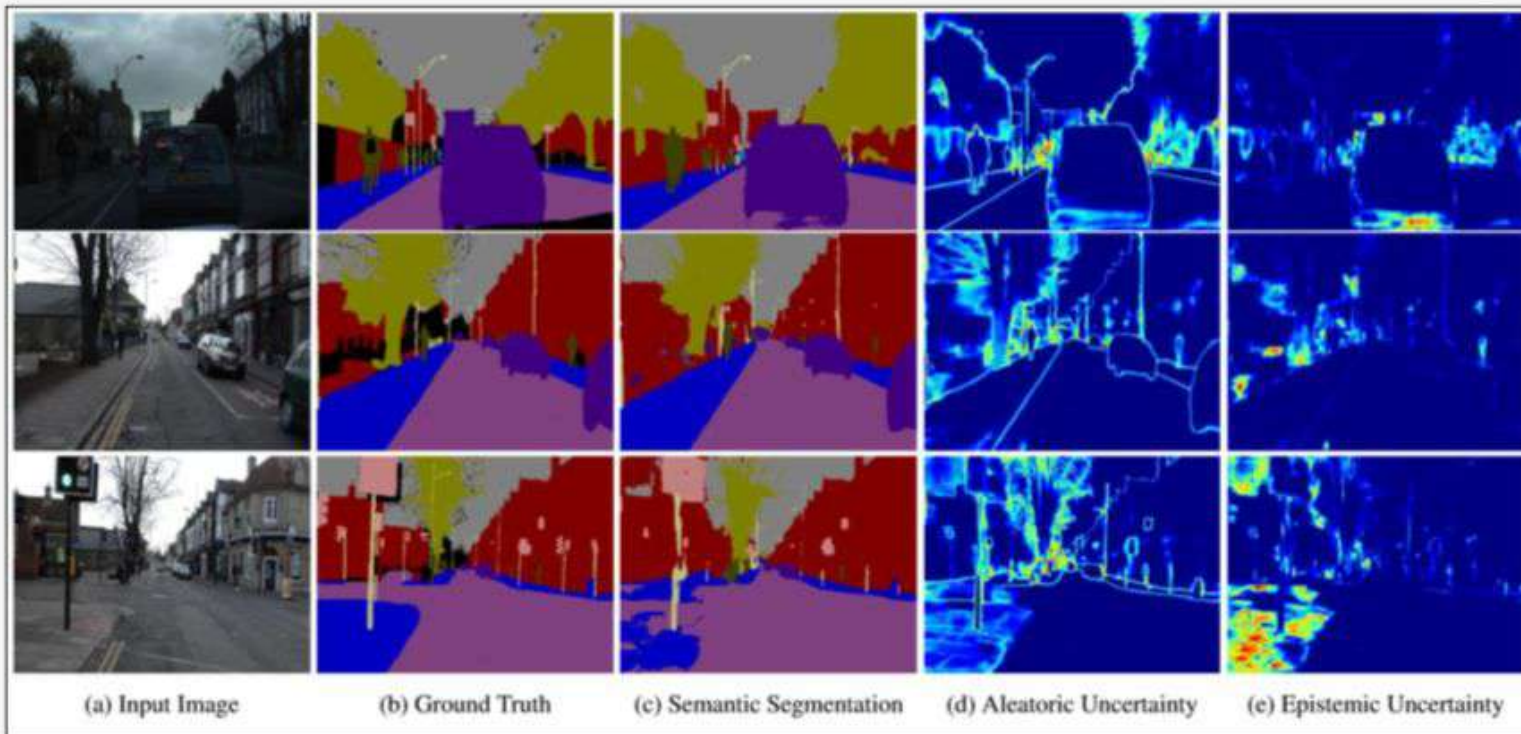 (a) Input Image (b) Ground Truth (c) Semantic Segmentation (d) Aleatoric Uncertainty (e) Epistemic Uncertainty